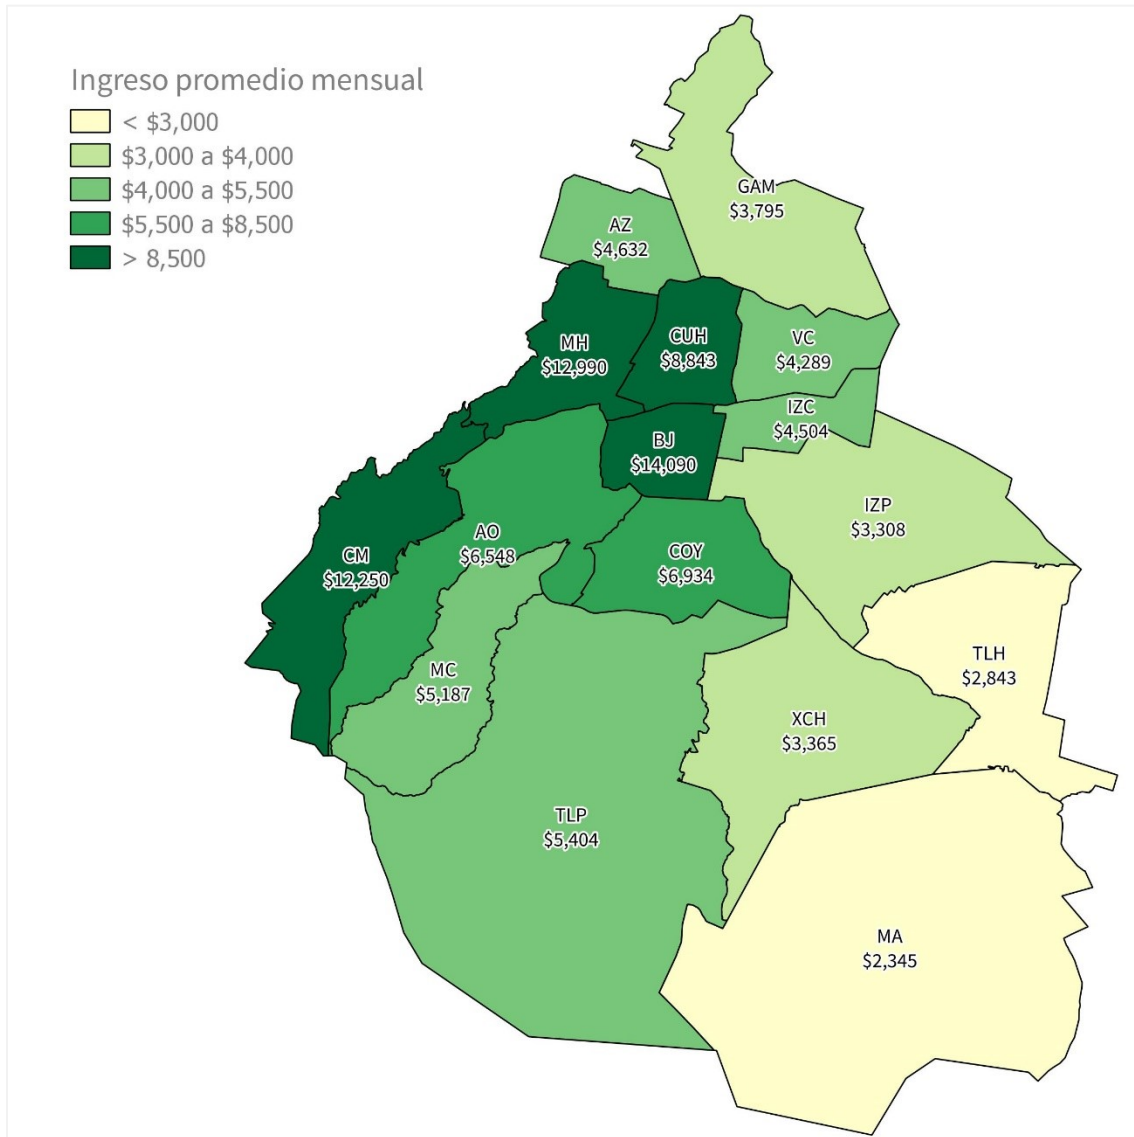 Ingreso promedio mensual
< $3,000
$3,000 a $4,000
$4,000 a $5,500
$5,500 a $8,500
> 8,500
GAM
$3,795
AZ
$4,632
MH
$12,990
CUH
$8,843
VC
$4,289
IZC
$4,504
BJ
$14,090
IZP
$3,308
AO
$6,548
COY
$6,934
CM
$12,250
MC
$5,187
TLH
$2,843
XCH
$3,365
TLP
$5,404
MA
$2,345